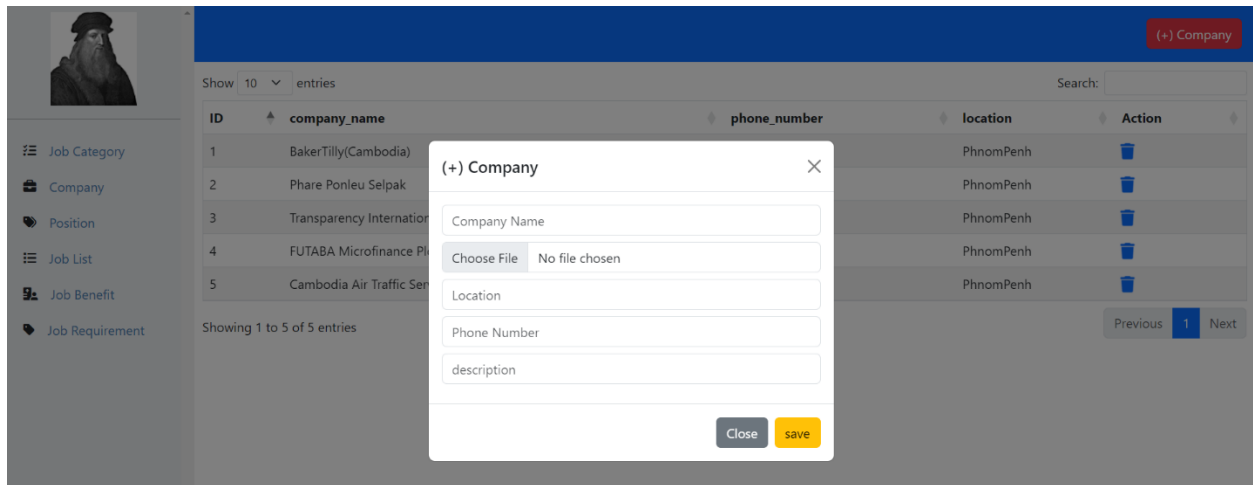 (+) Company
Show 10 entries
Search:
ID company_name phone_number location Action
Job Category
Company
Position
Job List
Job Benefit
Job Requirement
1 BakerTilly(Cambodia) PhnomPenh
2 Phare Ponleu Selpak PhnomPenh
3 Transparency PhnomPenh
4 FUTABA Microfinance PhnomPenh
5 Cambodia Air Traffic PhnomPenh
Showing 1 to 5 of 5 entries
Previous 1 Next
(+) Company
Company Name
Choose File No file chosen
Location
Phone Number
description
Close save